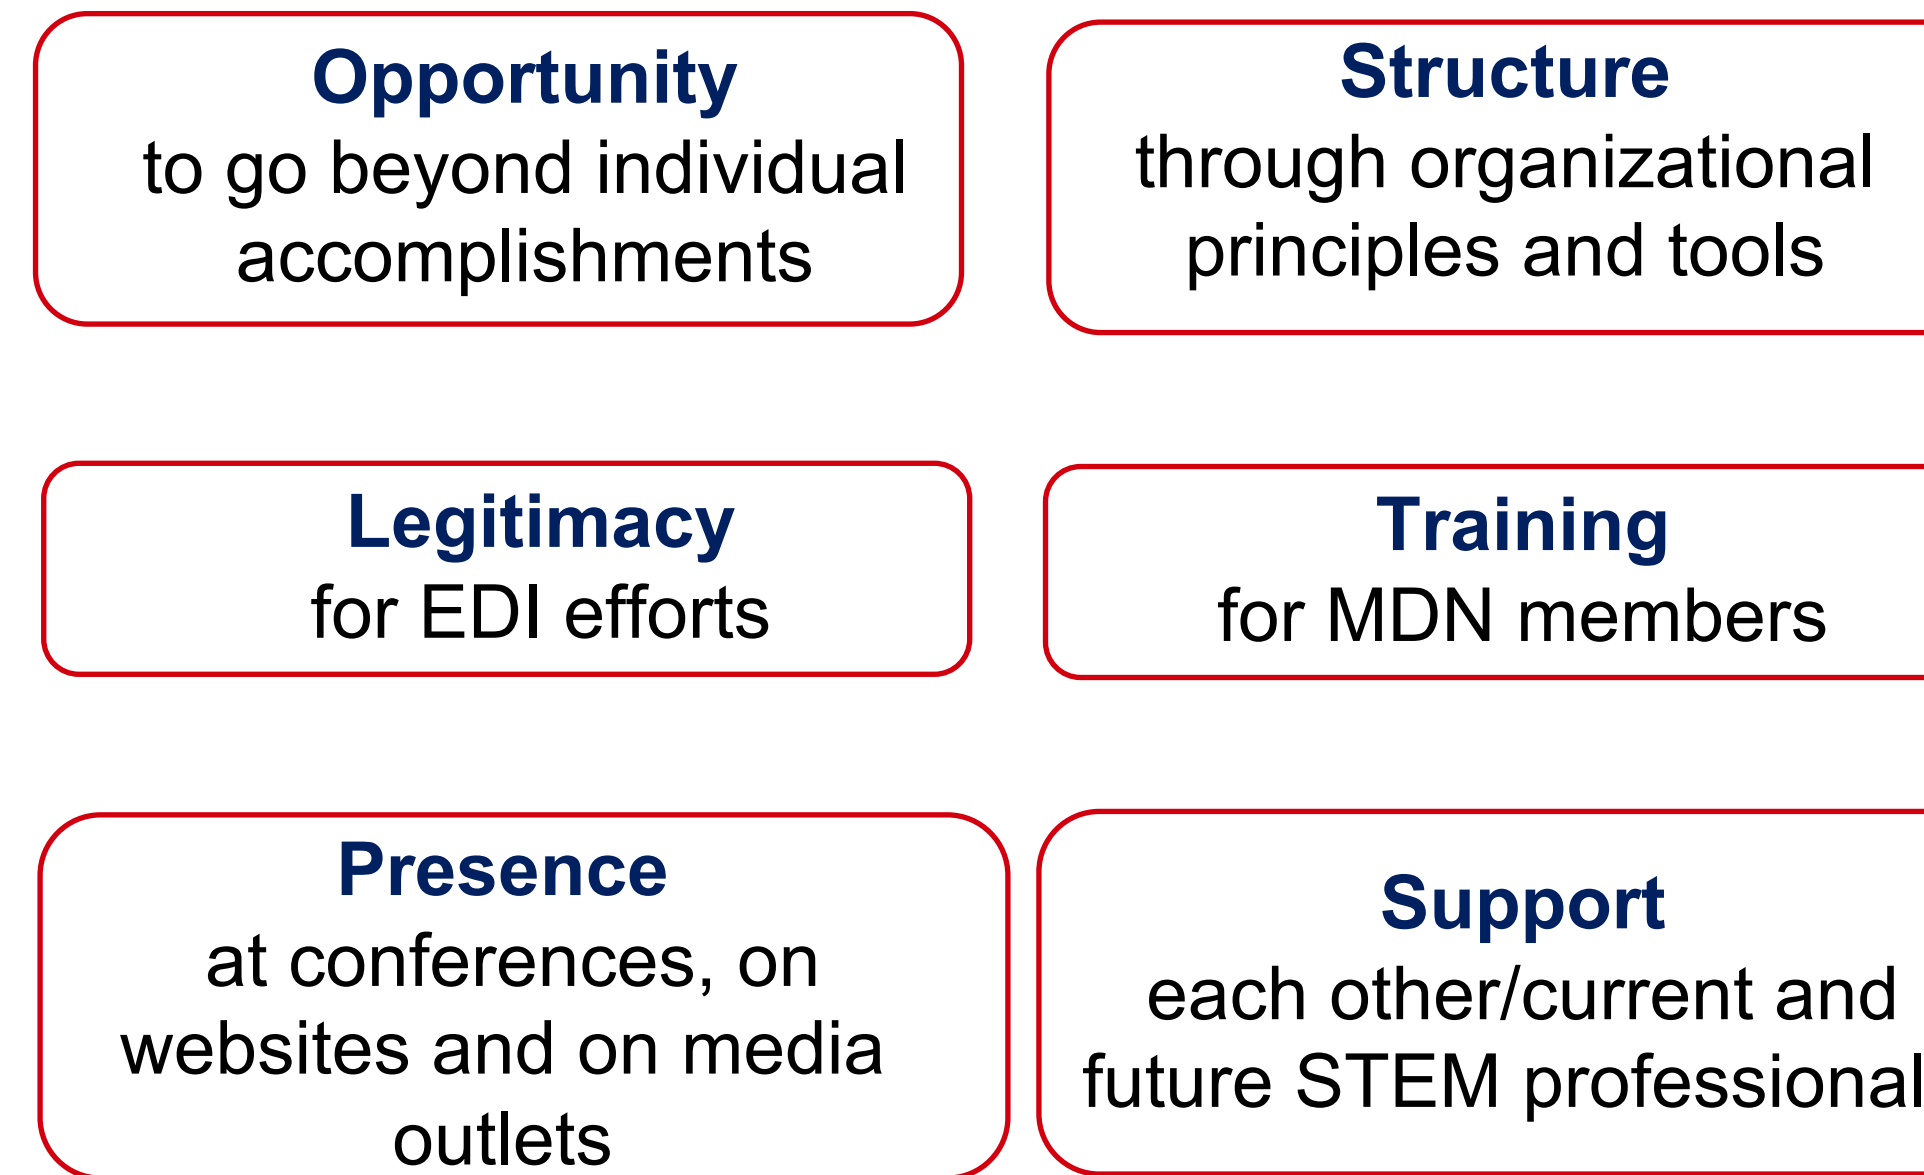 Opportunity
to go beyond individual
accomplishments
Structure
through organizational
principles and tools
Legitimacy
for EDI efforts
Training
for MDN members
Presence
at conferences, on
websites and on media
outlets
Support
each other/current and
future STEM professional